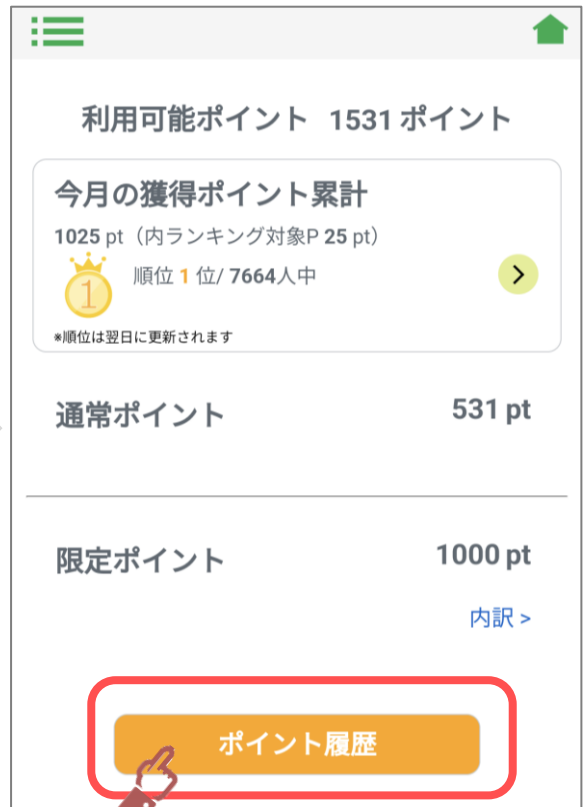 利用可能ポイント 1531 ポイント
今月の獲得ポイント累計
1025 pt（内ランキング対象P 25 pt）
1 順位 1 位/ 7664人中
※順位は翌日に更新されます
通常ポイント 531 pt
限定ポイント 1000 pt
内訳 >
ポイント履歴